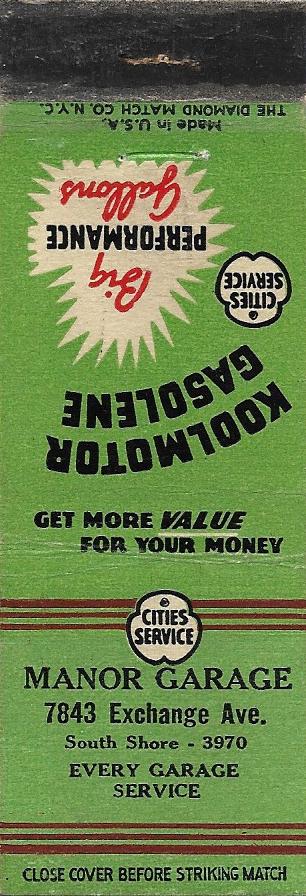 Made in U.S.A.
THE DIAMOND MATCH CO. N.Y.C.
Big
PERFORMANCE
Gallons
CITIES
SERVICE
KOOLMOTOR
GASOLENE
GET MORE VALUE
FOR YOUR MONEY
CITIES
SERVICE
MANOR GARAGE
7843 Exchange Ave.
South Shore - 3970
EVERY GARAGE
SERVICE
CLOSE COVER BEFORE STRIKING MATCH